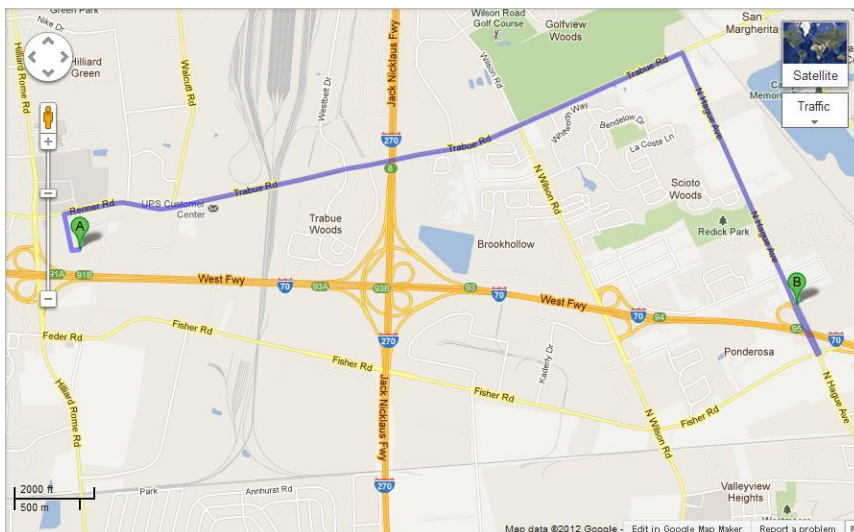 Green Park
Nike Dr
Hilliard Green
Hilliard Rome Rd
Walcutt Rd
Westbelt Dr
Jack Nicklaus Fwy
270
8
Wilson Road
Golf Course
Golfview
Woods
Wilson Rd
San
Margherita
Satellite
Traffic
Trabue Rd
N Hague Ave
Whitwordy Way
Bendelow Dr
La Coste Ln
Trabue Rd
Trabue Rd
Renner Rd
UPS Customer
Center
A
Trabue
Woods
Brookhollow
N Wilson Rd
Scioto
Woods
Redick Park
N Hague Ave
B
91A
91B
West Fwy
70
93A
93B
93
70
West Fwy
70
94
95
70
Feder Rd
Fisher Rd
Fisher Rd
270
Kaderly Dr
Ponderosa
Hilliard Rome Rd
Jack Nicklaus Fwy
Fisher Rd
Fisher Rd
N Wilson Rd
N Hague Ave
2000 ft
500 m
Park
Annhurst Rd
270
Valleyview
Heights
Map data ©2012 Google -
Edit in Google Map Maker
Report a problem